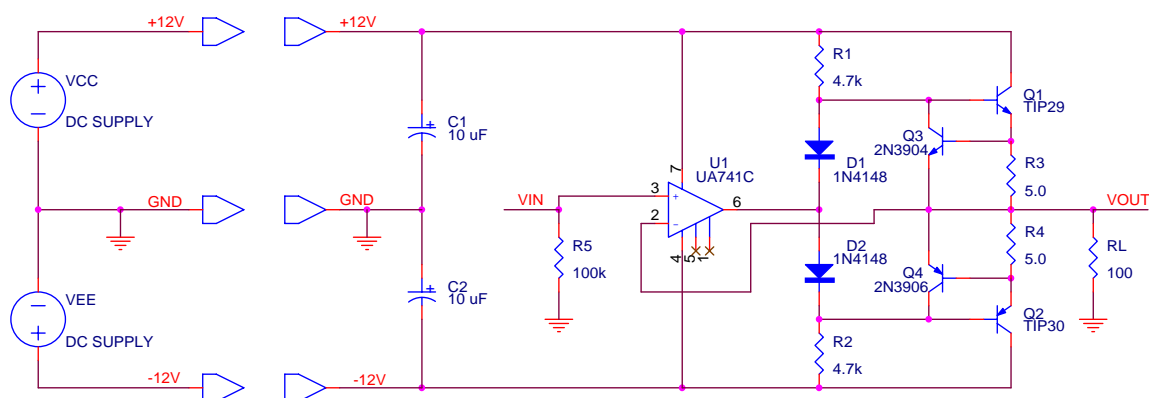 +12V
+12V
VCC
DC SUPPLY
GND
GND
VEE
DC SUPPLY
-12V
-12V
C1
10 uF
C2
10 uF
VIN
R5
100k
U1
UA741C
7
3
2
6
4
5
1
+
-
R1
4.7k
D1
1N4148
D2
1N4148
R2
4.7k
Q3
2N3904
Q4
2N3906
Q1
TIP29
R3
5.0
R4
5.0
Q2
TIP30
VOUT
RL
100